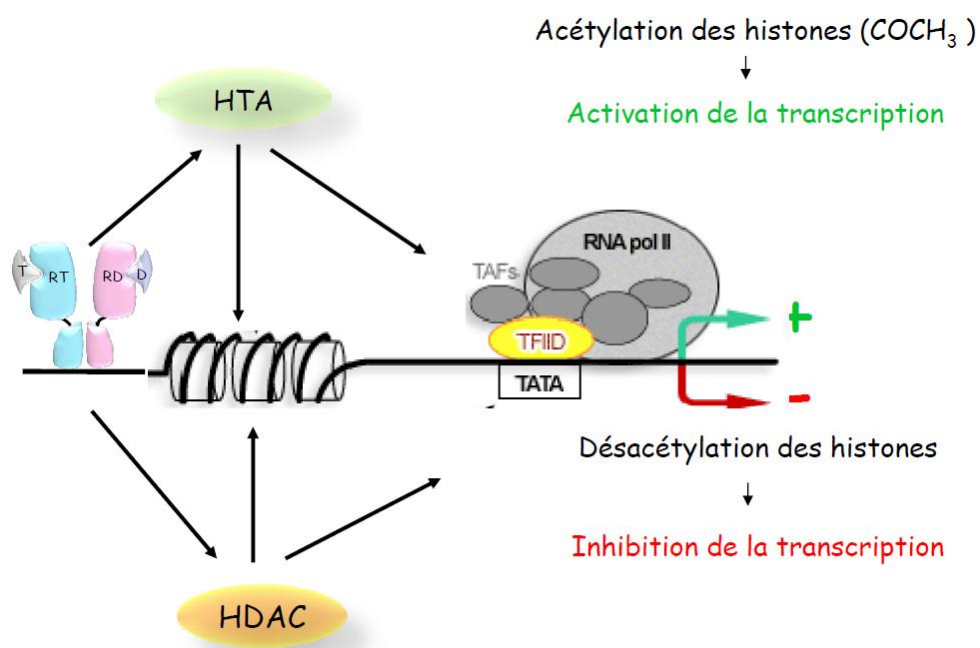 Acétylation des histones (COCH₃ )
Activation de la transcription
HTA
RNA pol II
TAFs
T
RT
RD
D
+
TFIID
TATA
-
Désacétylation des histones
Inhibition de la transcription
HDAC